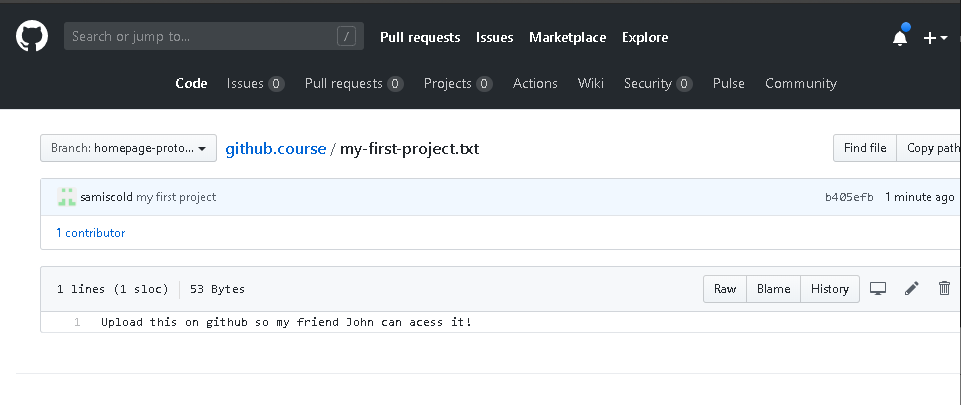 Search or jump to... / Pull requests Issues Marketplace Explore
Code Issues 0 Pull requests 0 Projects 0 Actions Wiki Security 0 Pulse Community
Branch: homepage-proto... github.course / my-first-project.txt Find file Copy path
samiscold my first project b405efb 1 minute ago
1 contributor
1 lines (1 sloc) 53 Bytes Raw Blame History
1 Upload this on github so my friend John can acess it!